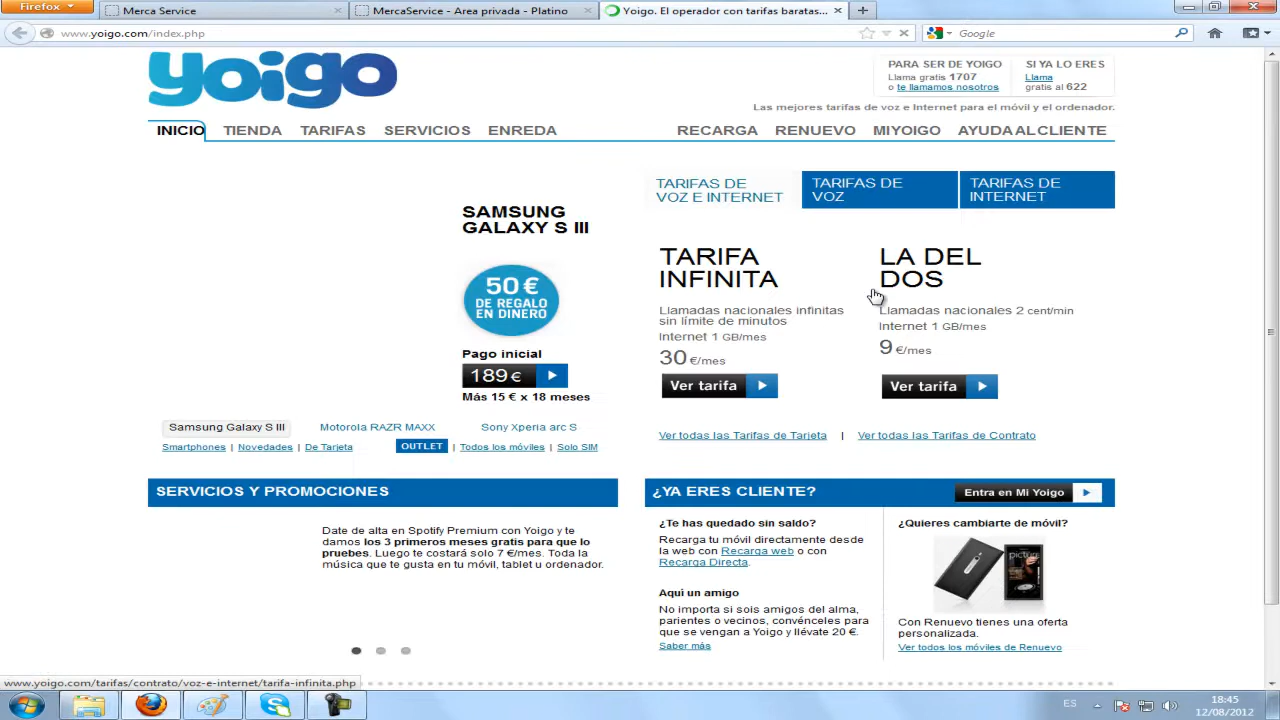 Firefox
Merca Service
MercaService - Area privada - Platino
Yoigo. El operador con tarifas baratas...
www.yoigo.com/index.php
Google
yoigo
PARA SER DE YOIGO
Llama gratis 1707
o te llamamos nosotros
SI YA LO ERES
Llama
gratis al 622
Las mejores tarifas de voz e Internet para el móvil y el ordenador.
INICIO TIENDA TARIFAS SERVICIOS ENREDA RECARGA RENUEVO MIYOIGO AYUDA AL CLIENTE
SAMSUNG
GALAXY S III
50 €
DE REGALO
EN DINERO
Pago inicial
189 €
Más 15 € x 18 meses
Samsung Galaxy S III Motorola RAZR MAXX Sony Xperia arc S
Smartphones | Novedades | De Tarjeta OUTLET | Todos los móviles | Solo SIM
TARIFAS DE
VOZ E INTERNET
TARIFAS DE
VOZ
TARIFAS DE
INTERNET
TARIFA
INFINITA
Llamadas nacionales infinitas
sin límite de minutos
Internet 1 GB/mes
30 €/mes
Ver tarifa
LA DEL
DOS
Llamadas nacionales 2 cent/min
Internet 1 GB/mes
9 €/mes
Ver tarifa
Ver todas las Tarifas de Tarjeta | Ver todas las Tarifas de Contrato
SERVICIOS Y PROMOCIONES
Date de alta en Spotify Premium con Yoigo y te
damos los 3 primeros meses gratis para que lo
pruebes. Luego te costará solo 7 €/mes. Toda la
música que te gusta en tu móvil, tablet u ordenador.
¿YA ERES CLIENTE?
Entra en Mi Yoigo
¿Te has quedado sin saldo?
Recarga tu móvil directamente desde
la web con Recarga web o con
Recarga Directa.
Aquí un amigo
No importa si sois amigos del alma,
parientes o vecinos, convénceles para
que se vengan a Yoigo y llévate 20 €.
Saber más
¿Quieres cambiarte de móvil?
picture
Con Renuevo tienes una oferta
personalizada.
Ver todos los móviles de Renuevo
www.yoigo.com/tarifas/contrato/voz-e-internet/tarifa-infinita.php
ES
18:45
12/08/2012